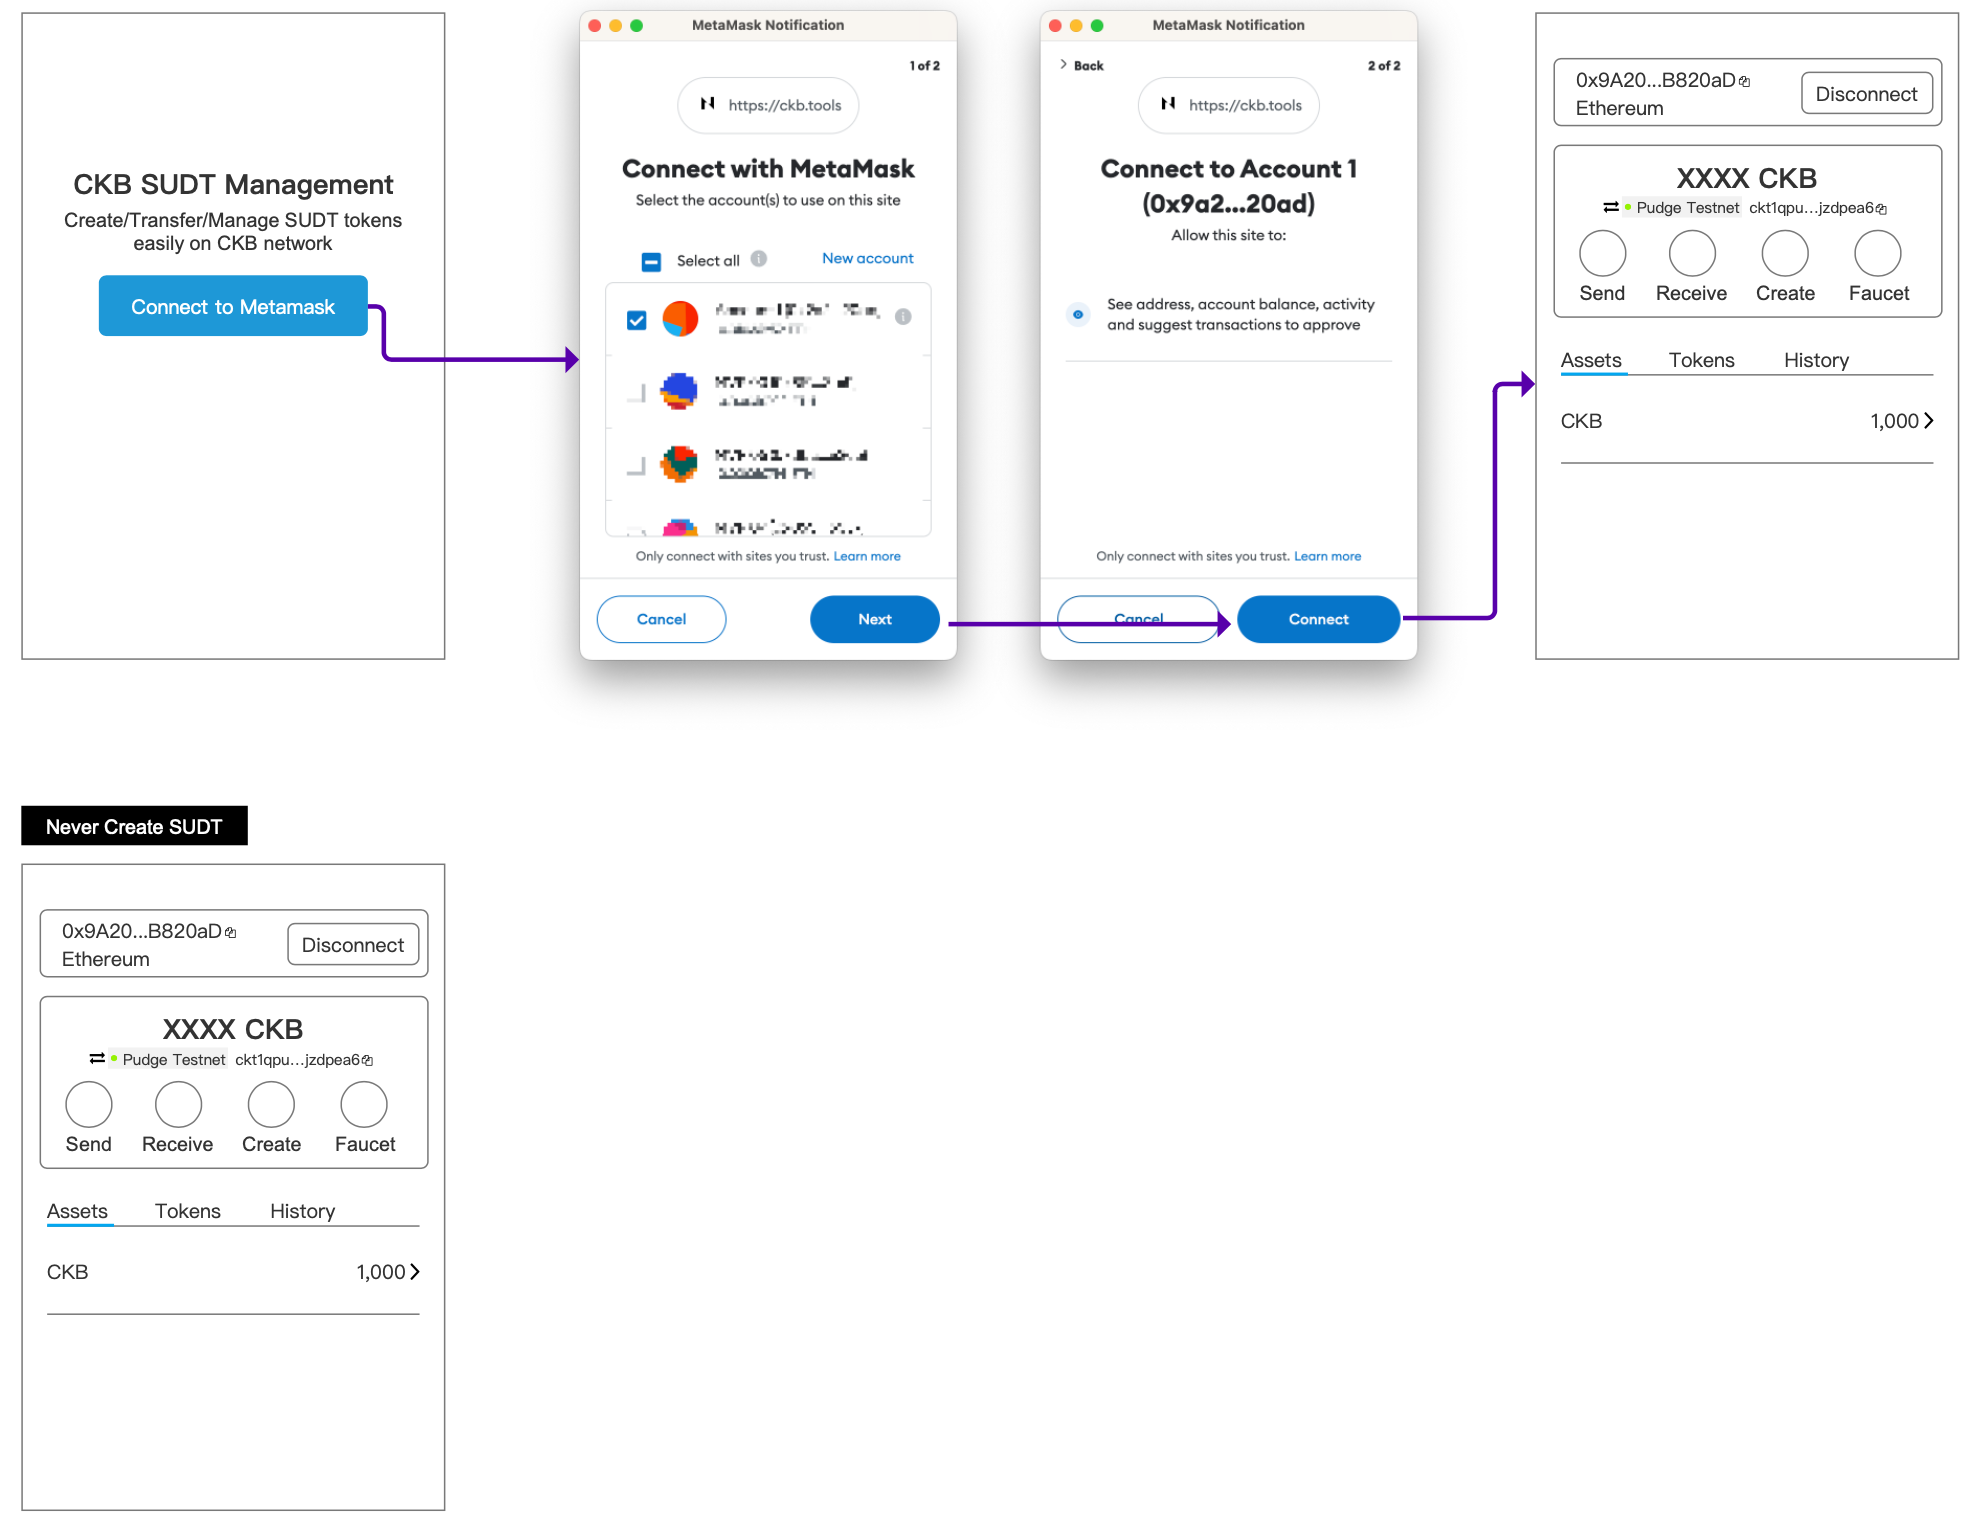 CKB SUDT Management
Create/Transfer/Manage SUDT tokens
easily on CKB network
Connect to Metamask
MetaMask Notification
1 of 2
https://ckb.tools
Connect with MetaMask
Select the account(s) to use on this site
Select all
New account
Only connect with sites you trust. Learn more
Cancel
Next
MetaMask Notification
Back
2 of 2
https://ckb.tools
Connect to Account 1
(0x9a2...20ad)
Allow this site to:
See address, account balance, activity
and suggest transactions to approve
Only connect with sites you trust. Learn more
Cancel
Connect
0x9A20...B820aD
Ethereum
Disconnect
XXXX CKB
Pudge Testnet ckt1qpu...jzdpea6
Send Receive Create Faucet
Assets Tokens History
CKB 1,000
Never Create SUDT
0x9A20...B820aD
Ethereum
Disconnect
XXXX CKB
Pudge Testnet ckt1qpu...jzdpea6
Send Receive Create Faucet
Assets Tokens History
CKB 1,000